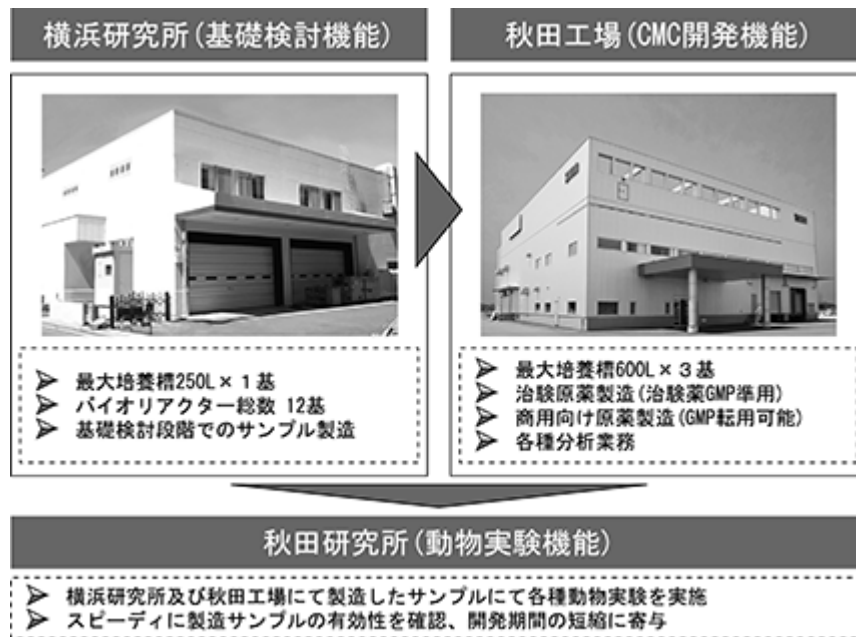 横浜研究所(基礎検討機能)
秋田工場(CMC開発機能)
➢ 最大培養槽250L×1基
➢ バイオリアクター総数 12基
➢ 基礎検討段階でのサンプル製造
➢ 最大培養槽600L×3基
➢ 治験原薬製造(治験薬GMP準用)
➢ 商用向け原薬製造(GMP転用可能)
➢ 各種分析業務
秋田研究所(動物実験機能)
➢ 横浜研究所及び秋田工場にて製造したサンプルにて各種動物実験を実施
➢ スピーディに製造サンプルの有効性を確認、開発期間の短縮に寄与